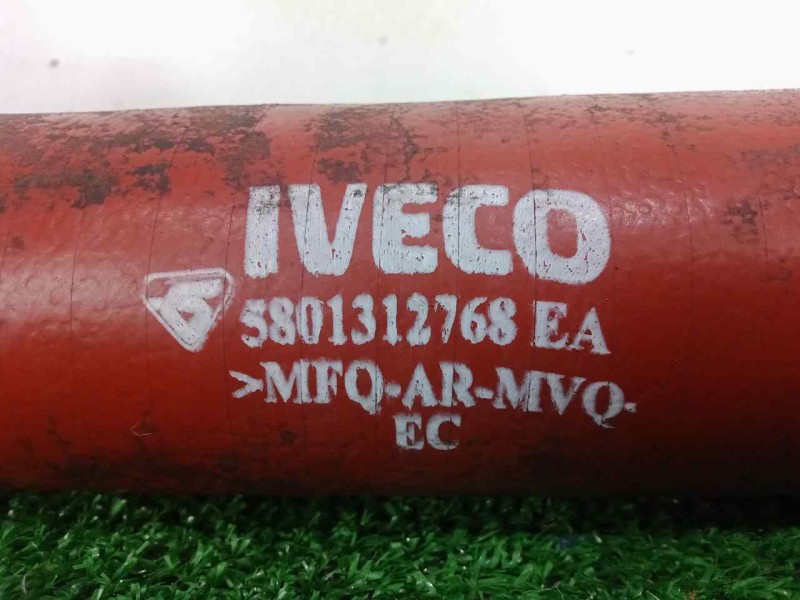 IVECO
5801312768 EA
>MFQ-AR-MVQ-
EC